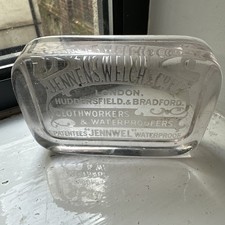 JENNENS WELCH & Co.
LONDON,
HUDDERSFIELD, & BRADFORD.
CLOTHWORKERS
& WATERPROOFERS
PATENTEES "JENNWEL" WATERPROOF